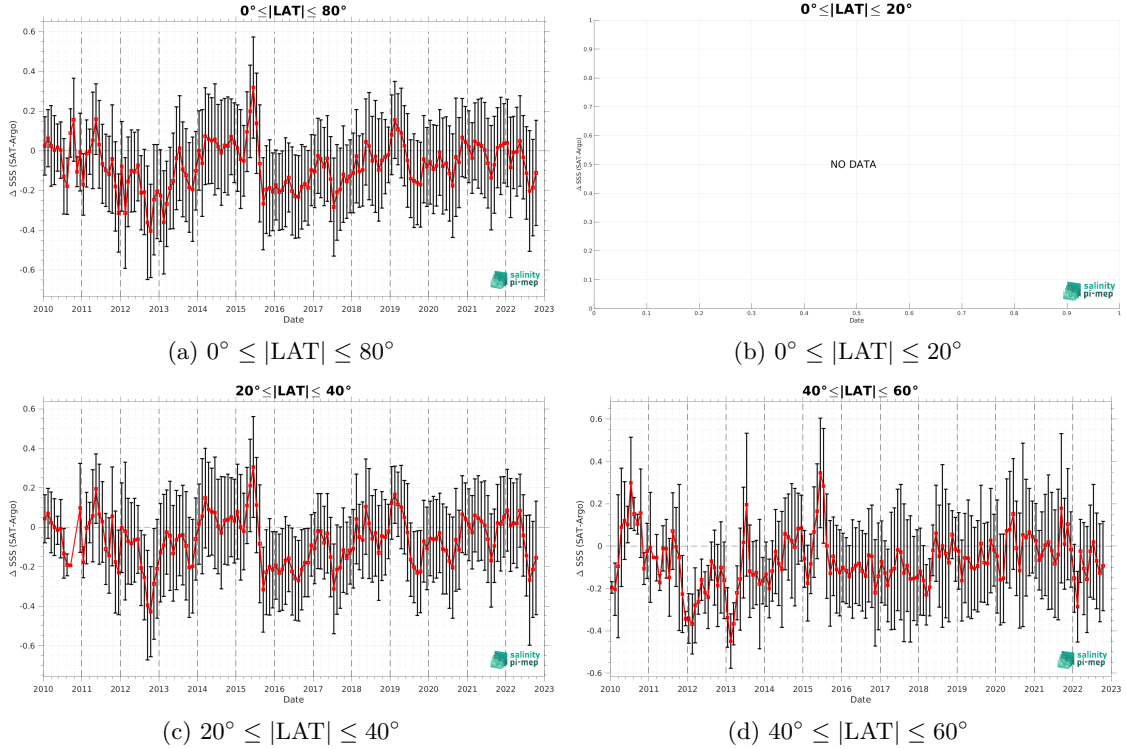 0°≤|LAT|≤ 80°
Δ SSS (SAT-Argo)
0.6
0.4
0.2
0
-0.2
-0.4
-0.6
salinity
pi-mep
2010 2011 2012 2013 2014 2015 2016 2017 2018 2019 2020 2021 2022 2023
Date
(a) 0° ≤ |LAT| ≤ 80°
0°≤|LAT|≤ 20°
Δ SSS (SAT-Argo)
1
0.9
0.8
0.7
0.6
0.5
0.4
0.3
0.2
0.1
0
NO DATA
salinity
pi-mep
0 0.1 0.2 0.3 0.4 0.5 0.6 0.7 0.8 0.9 1
Date
(b) 0° ≤ |LAT| ≤ 20°
20°≤|LAT|≤ 40°
Δ SSS (SAT-Argo)
0.6
0.4
0.2
0
-0.2
-0.4
-0.6
salinity
pi-mep
2010 2011 2012 2013 2014 2015 2016 2017 2018 2019 2020 2021 2022 2023
Date
(c) 20° ≤ |LAT| ≤ 40°
40°≤|LAT|≤ 60°
Δ SSS (SAT-Argo)
0.6
0.4
0.2
0
-0.2
-0.4
-0.6
salinity
pi-mep
2010 2011 2012 2013 2014 2015 2016 2017 2018 2019 2020 2021 2022 2023
Date
(d) 40° ≤ |LAT| ≤ 60°